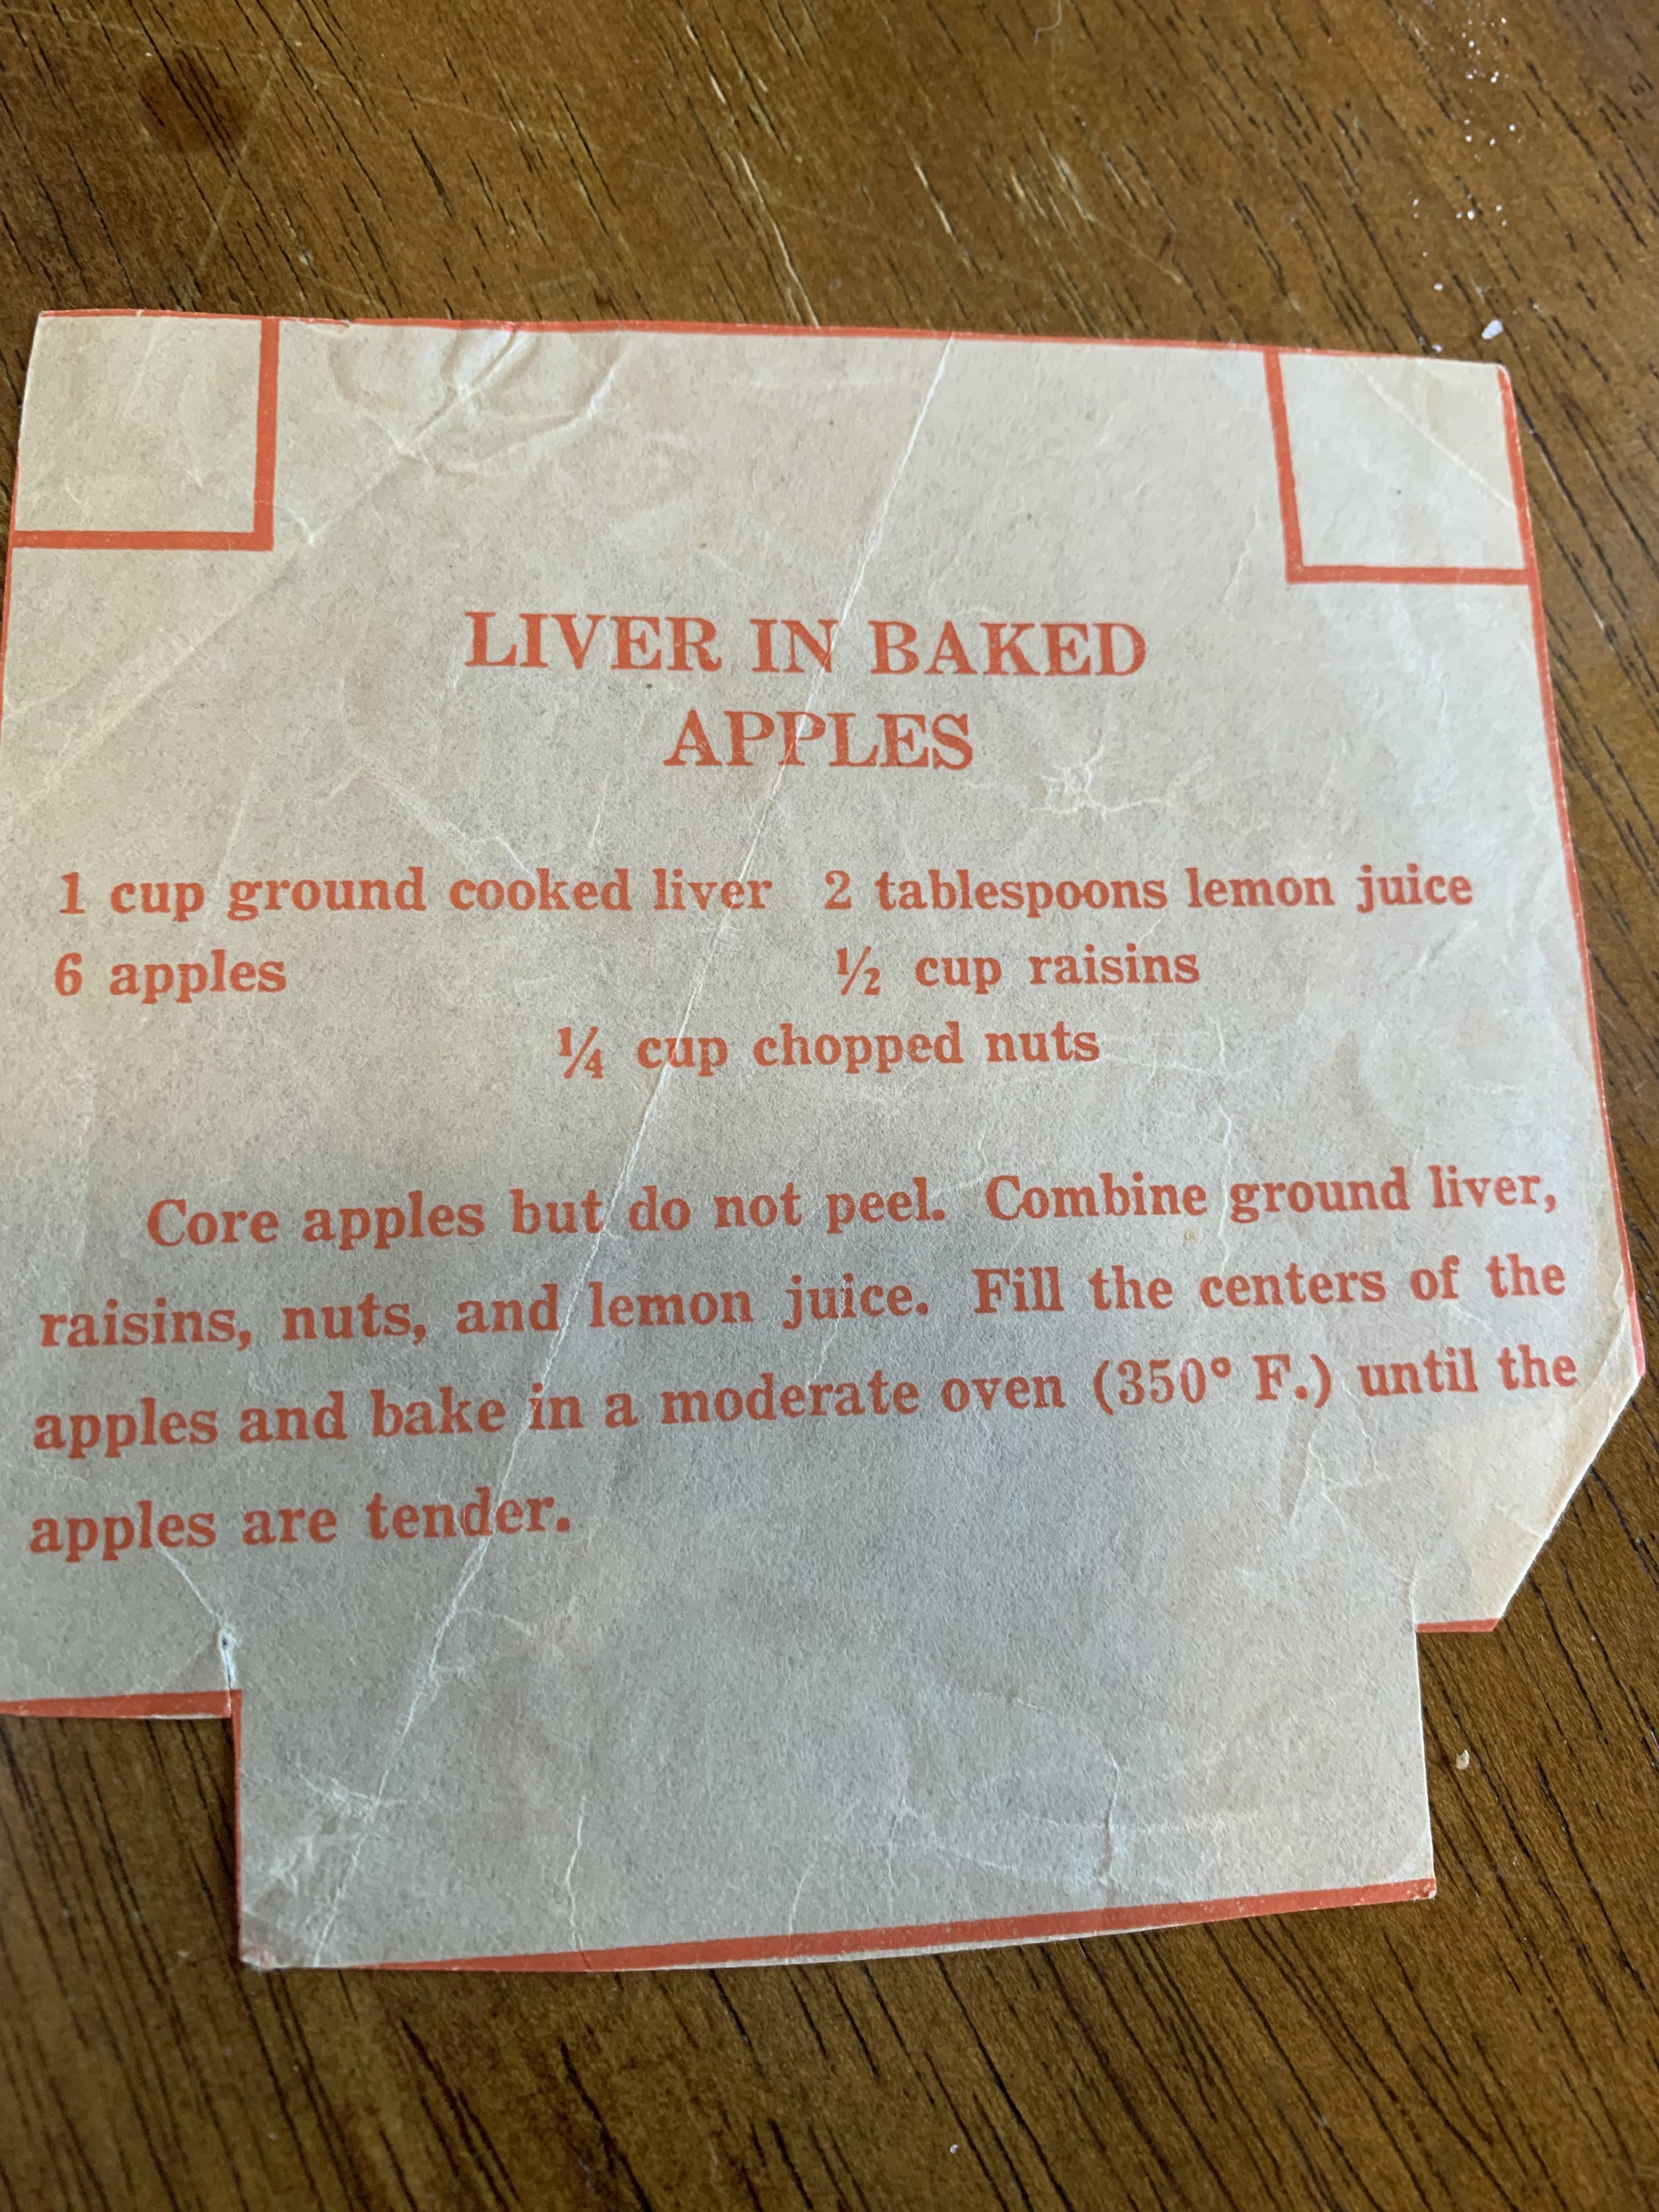 LIVER IN BAKED
APPLES
1 cup ground cooked liver 2 tablespoons lemon juice
6 apples ½ cup raisins
¼ cup chopped nuts
Core apples but do not peel. Combine ground liver,
raisins, nuts, and lemon juice. Fill the centers of the
apples and bake in a moderate oven (350° F.) until the
apples are tender.